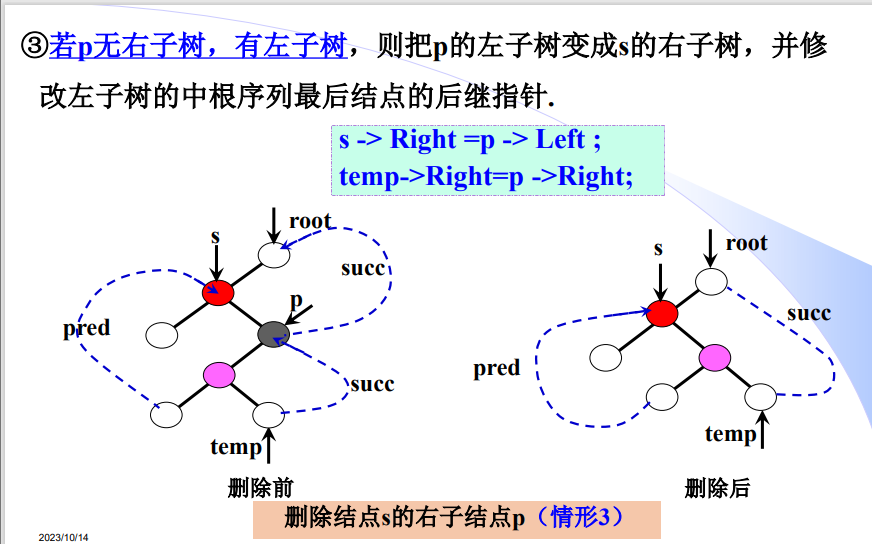 ③若p无右子树，有左子树，则把p的左子树变成s的右子树，并修
改左子树的中根序列最后结点的后继指针.
s -> Right =p -> Left ;
temp->Right=p ->Right;
s
root
succ
p
pred
succ
temp
删除前
s
root
succ
pred
temp
删除后
删除结点s的右子结点p（情形3）
2023/10/14